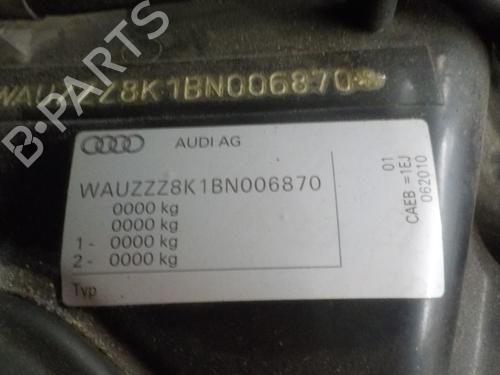 WAUZZZ8K1BN006870
AUDI AG
WAUZZZ8K1BN006870
0000 kg
0000 kg
1 - 0000 kg
2 - 0000 kg
Typ
01
CAEB =1EJ
062010